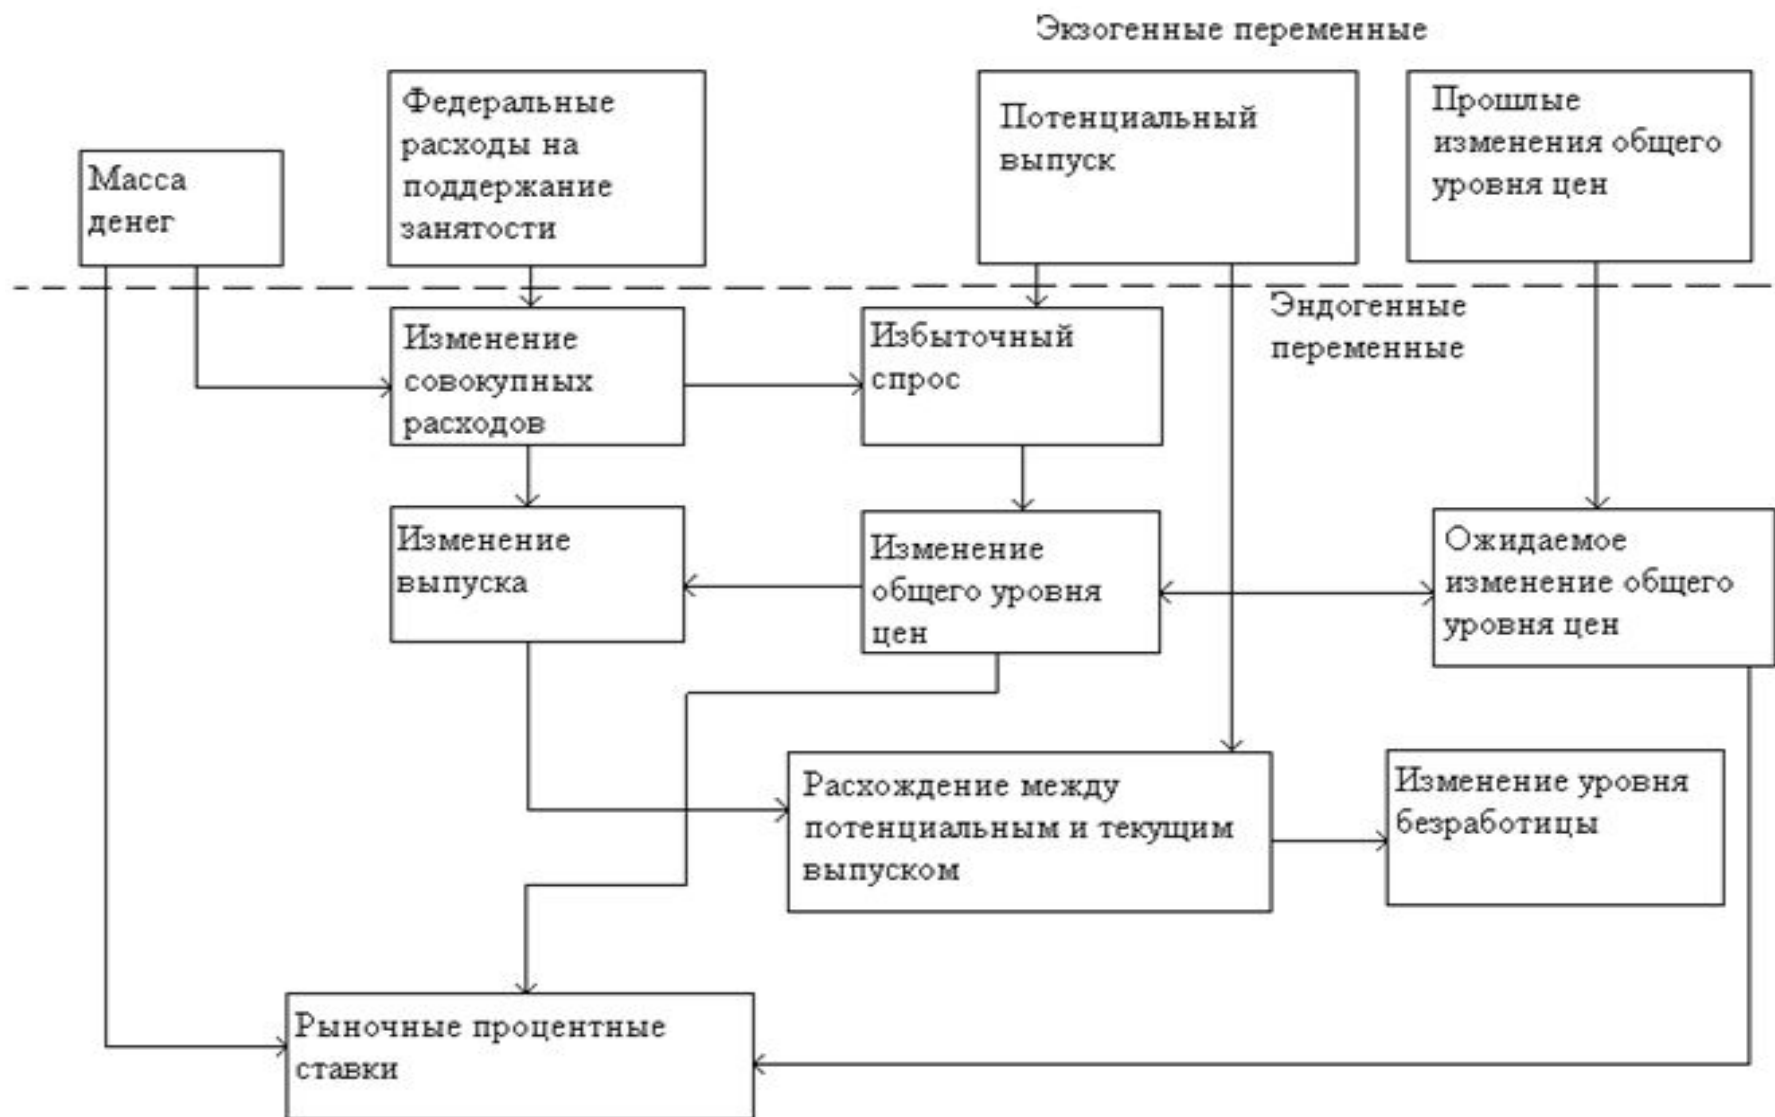 Экзогенные переменные
Масса
денег
Федеральные
расходы на
поддержание
занятости
Потенциальный
выпуск
Прошлые
изменения общего
уровня цен
Эндогенные
переменные
Изменение
совокупных
расходов
Избыточный
спрос
Изменение
выпуска
Изменение
общего уровня
цен
Ожидаемое
изменение общего
уровня цен
Расхождение между
потенциальным и текущим
выпуском
Изменение уровня
безработицы
Рыночные процентные
ставки